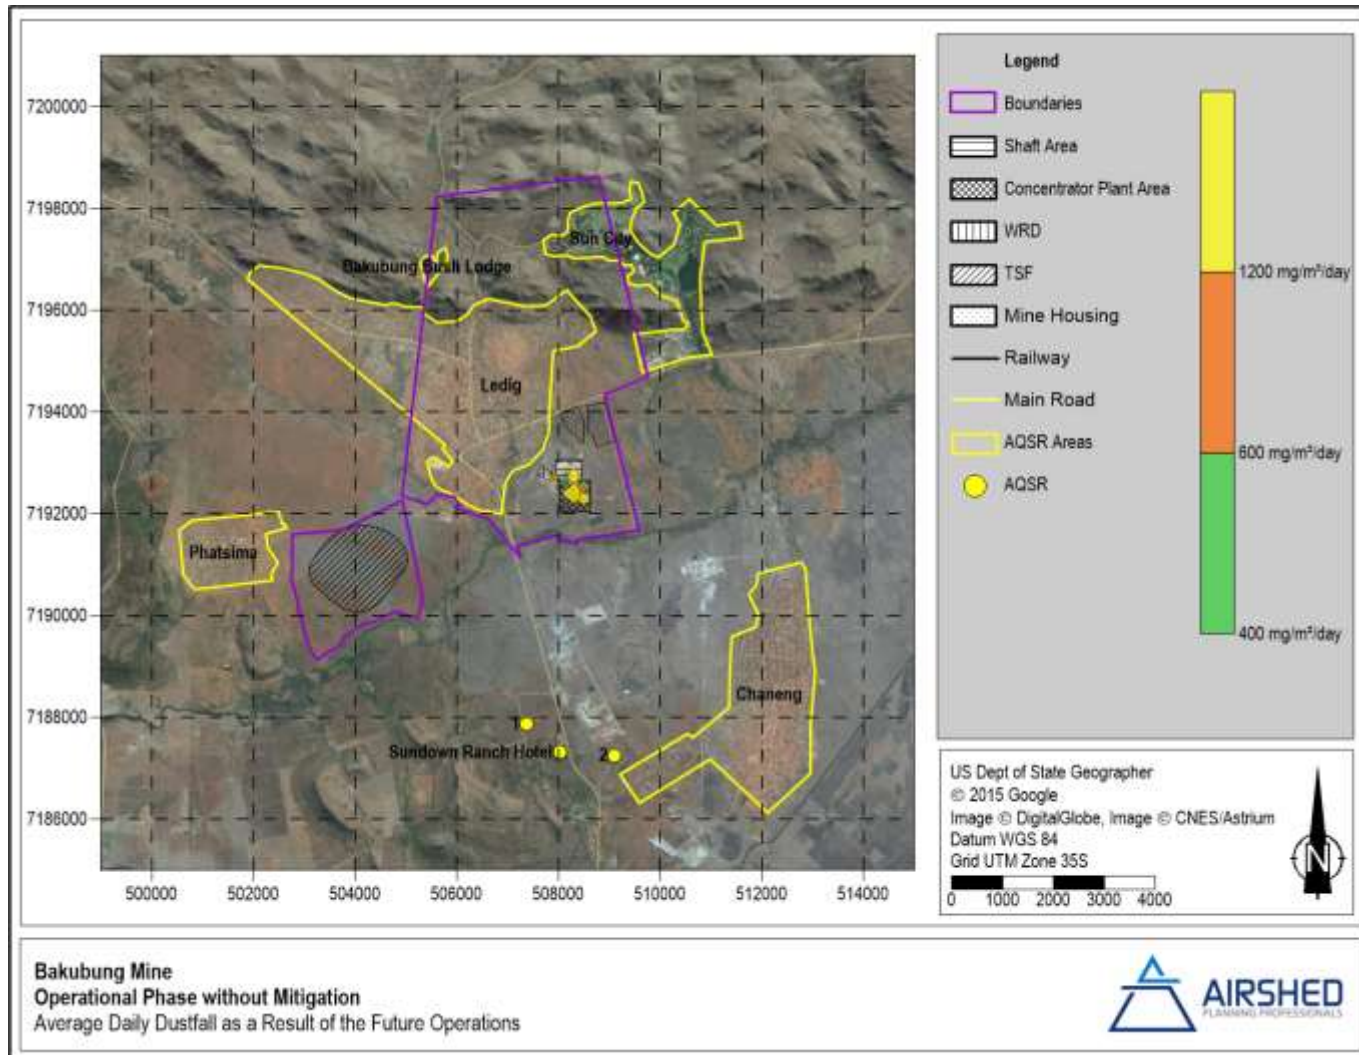 7200000
7198000
7196000
7194000
7192000
7190000
7188000
7186000
500000 502000 504000 506000 508000 510000 512000 514000
Sun City
Bakubung Bush Lodge
Ledig
Phatsima
Chaneng
1
Sundown Ranch Hotel
2
Legend
Boundaries
Shaft Area
Concentrator Plant Area
WRD
TSF
Mine Housing
Railway
Main Road
AQSR Areas
AQSR
1200 mg/m²/day
600 mg/m²/day
400 mg/m²/day
US Dept of State Geographer
© 2015 Google
Image © DigitalGlobe, Image © CNES/Astrium
Datum WGS 84
Grid UTM Zone 35S
0 1000 2000 3000 4000
N
Bakubung Mine
Operational Phase without Mitigation
Average Daily Dustfall as a Result of the Future Operations
AIRSHED
PLANNING PROFESSIONALS